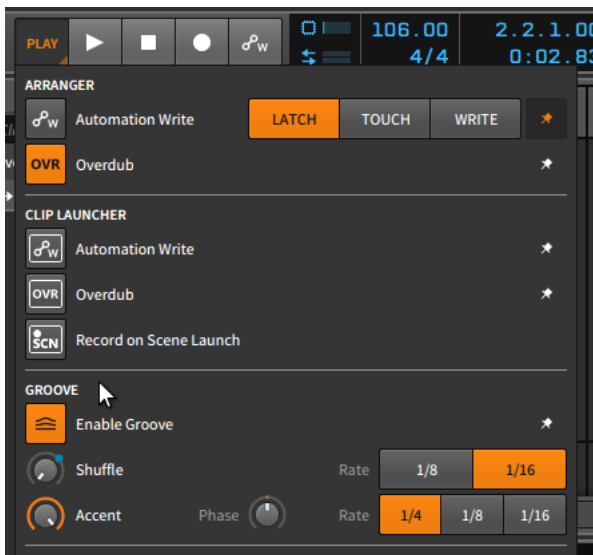 PLAY W 106.00 2.2.1.00
4/4 0:02.83
ARRANGER
W Automation Write LATCH TOUCH WRITE
OVR Overdub
CLIP LAUNCHER
W Automation Write
OVR Overdub
SCN Record on Scene Launch
GROOVE
Enable Groove
Shuffle Rate 1/8 1/16
Accent Phase Rate 1/4 1/8 1/16